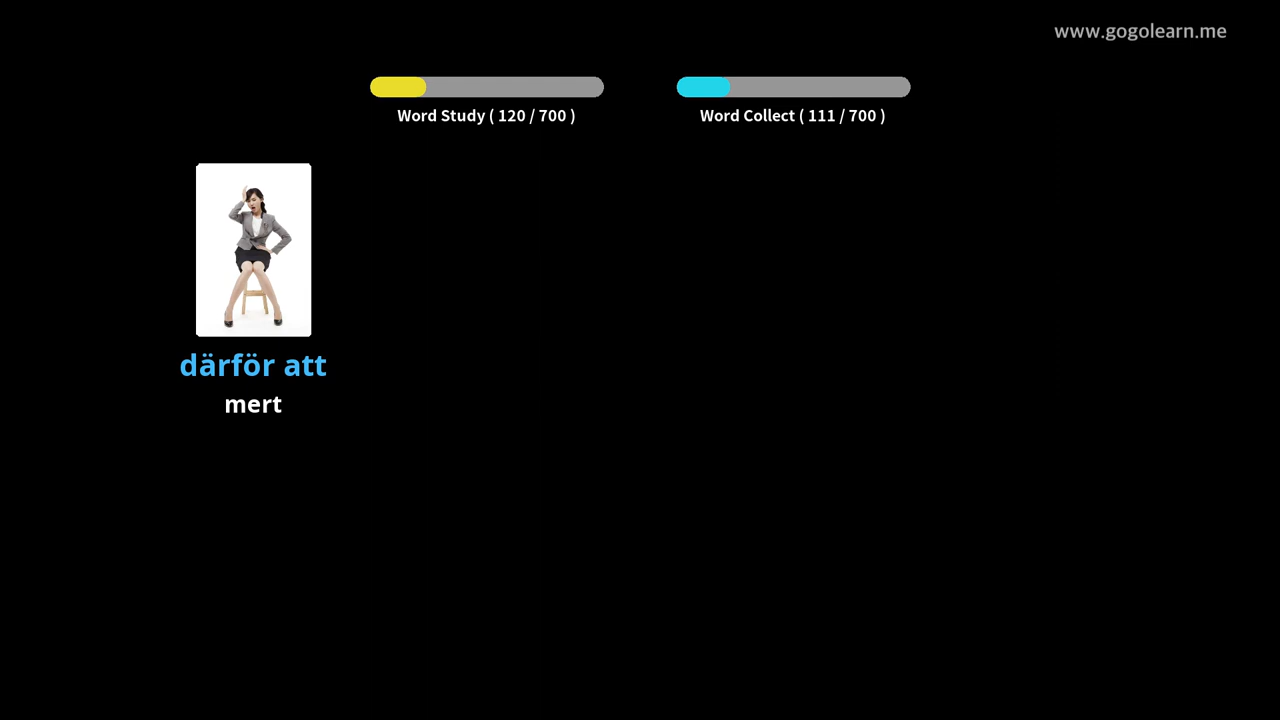 www.gogolearn.me
Word Study ( 120 / 700 )
Word Collect ( 111 / 700 )
därför att
mert